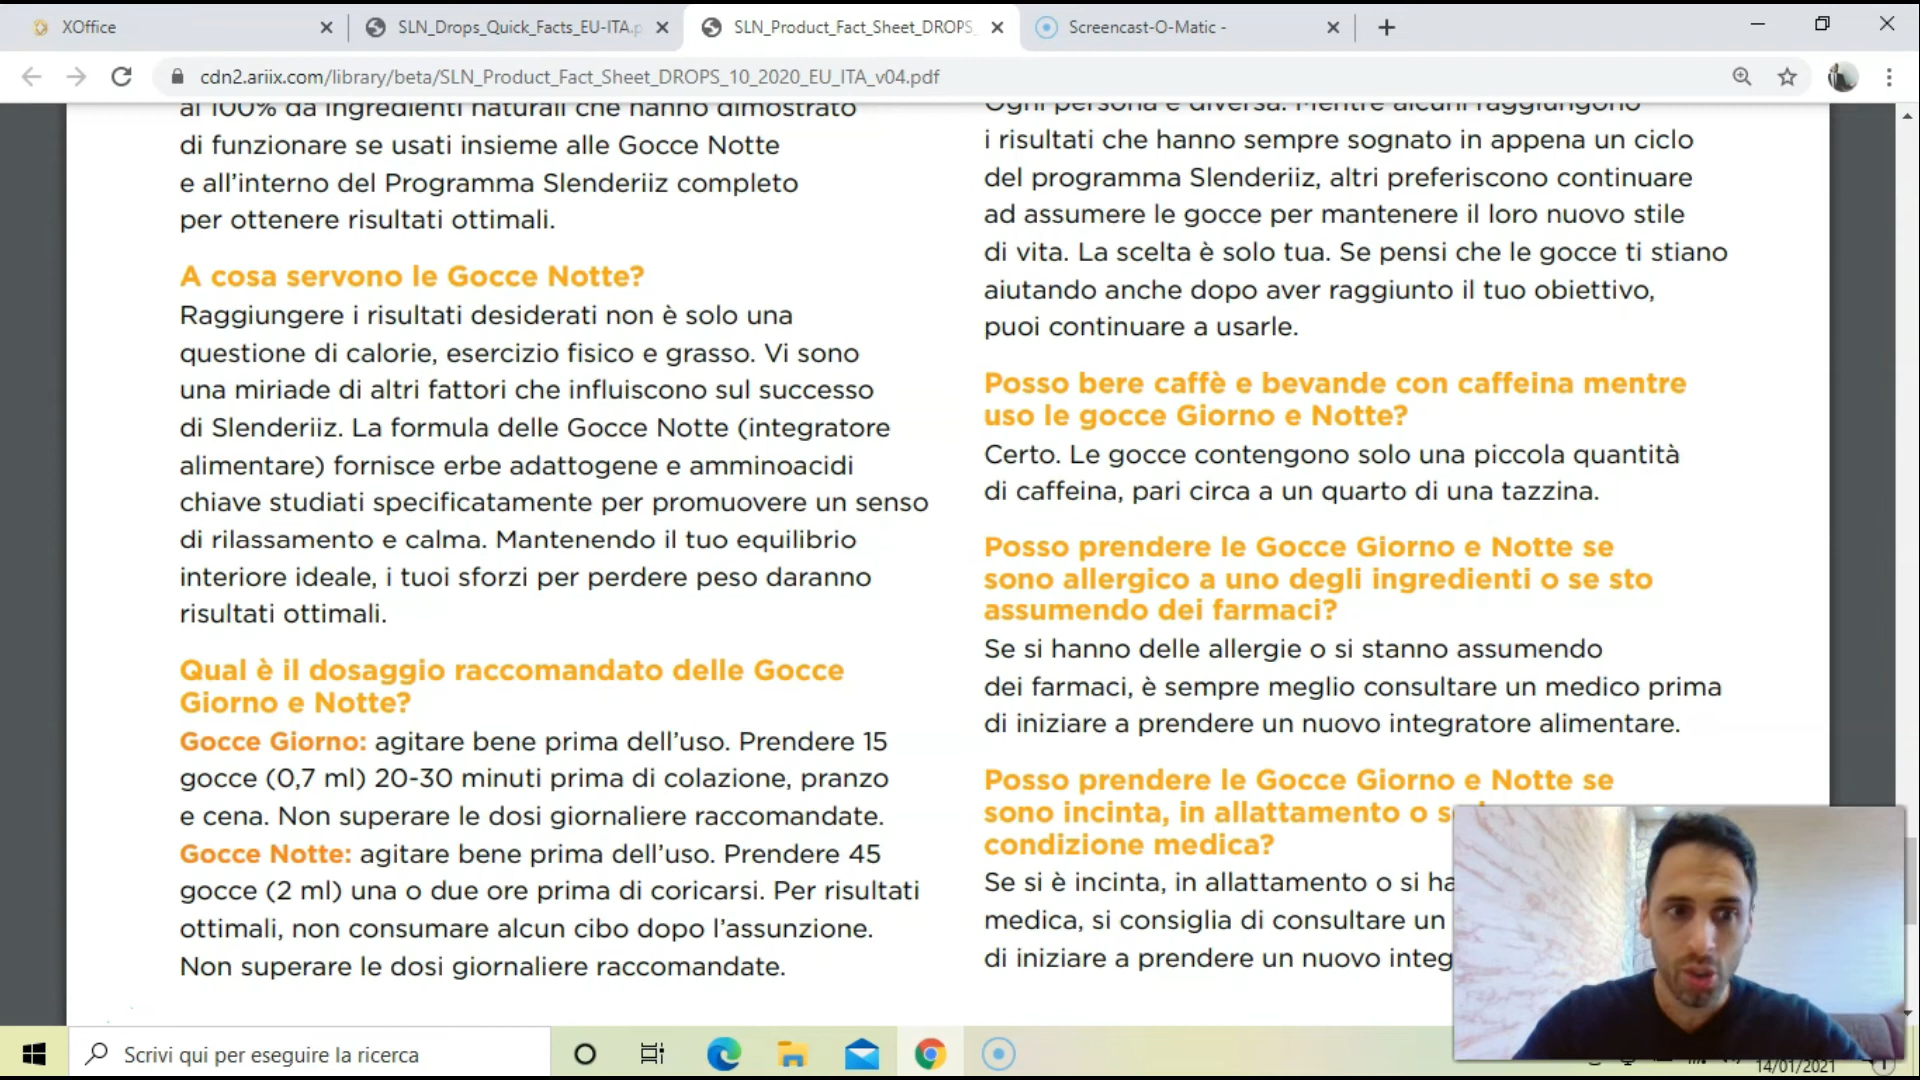 XOffice
SLN_Drops_Quick_Facts_EU-ITA.p
SLN_Product_Fact_Sheet_DROPS_
Screencast-O-Matic -
cdn2.ariix.com/library/beta/SLN_Product_Fact_Sheet_DROPS_10_2020_EU_ITA_v04.pdf
al 100% da ingredienti naturali che hanno dimostrato
di funzionare se usati insieme alle Gocce Notte
e all’interno del Programma Slenderiiz completo
per ottenere risultati ottimali.
A cosa servono le Gocce Notte?
Raggiungere i risultati desiderati non è solo una
questione di calorie, esercizio fisico e grasso. Vi sono
una miriade di altri fattori che influiscono sul successo
di Slenderiiz. La formula delle Gocce Notte (integratore
alimentare) fornisce erbe adattogene e amminoacidi
chiave studiati specificatamente per promuovere un senso
di rilassamento e calma. Mantenendo il tuo equilibrio
interiore ideale, i tuoi sforzi per perdere peso daranno
risultati ottimali.
Qual è il dosaggio raccomandato delle Gocce
Giorno e Notte?
Gocce Giorno: agitare bene prima dell’uso. Prendere 15
gocce (0,7 ml) 20-30 minuti prima di colazione, pranzo
e cena. Non superare le dosi giornaliere raccomandate.
Gocce Notte: agitare bene prima dell’uso. Prendere 45
gocce (2 ml) una o due ore prima di coricarsi. Per risultati
ottimali, non consumare alcun cibo dopo l’assunzione.
Non superare le dosi giornaliere raccomandate.
Ogni persona è diversa. Mentre alcuni raggiungono
i risultati che hanno sempre sognato in appena un ciclo
del programma Slenderiiz, altri preferiscono continuare
ad assumere le gocce per mantenere il loro nuovo stile
di vita. La scelta è solo tua. Se pensi che le gocce ti stiano
aiutando anche dopo aver raggiunto il tuo obiettivo,
puoi continuare a usarle.
Posso bere caffè e bevande con caffeina mentre
uso le gocce Giorno e Notte?
Certo. Le gocce contengono solo una piccola quantità
di caffeina, pari circa a un quarto di una tazzina.
Posso prendere le Gocce Giorno e Notte se
sono allergico a uno degli ingredienti o se sto
assumendo dei farmaci?
Se si hanno delle allergie o si stanno assumendo
dei farmaci, è sempre meglio consultare un medico prima
di iniziare a prendere un nuovo integratore alimentare.
Posso prendere le Gocce Giorno e Notte se
sono incinta, in allattamento o
condizione medica?
Se si è incinta, in allattamento o si ha
medica, si consiglia di consultare un
di iniziare a prendere un nuovo integ
Scrivi qui per eseguire la ricerca
14/01/2021